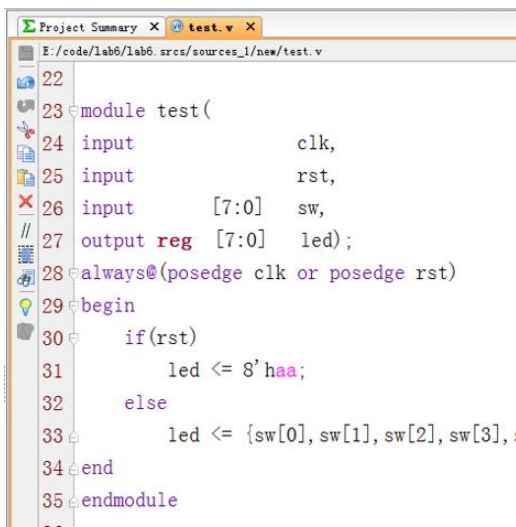 Project Summary × test.v ×
E:/code/lab6/lab6.srcs/sources_1/new/test.v
22
23 module test(
24 input clk,
25 input rst,
26 input [7:0] sw,
27 output reg [7:0] led);
28 always@(posedge clk or posedge rst)
29 begin
30 if(rst)
31 led <= 8'haa;
32 else
33 led <= {sw[0],sw[1],sw[2],sw[3],
34 end
35 endmodule